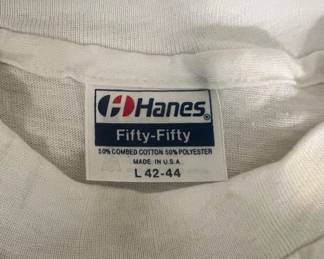 Hanes®
Fifty-Fifty
50% COMBED COTTON 50% POLYESTER
MADE IN U.S.A.
L 42-44